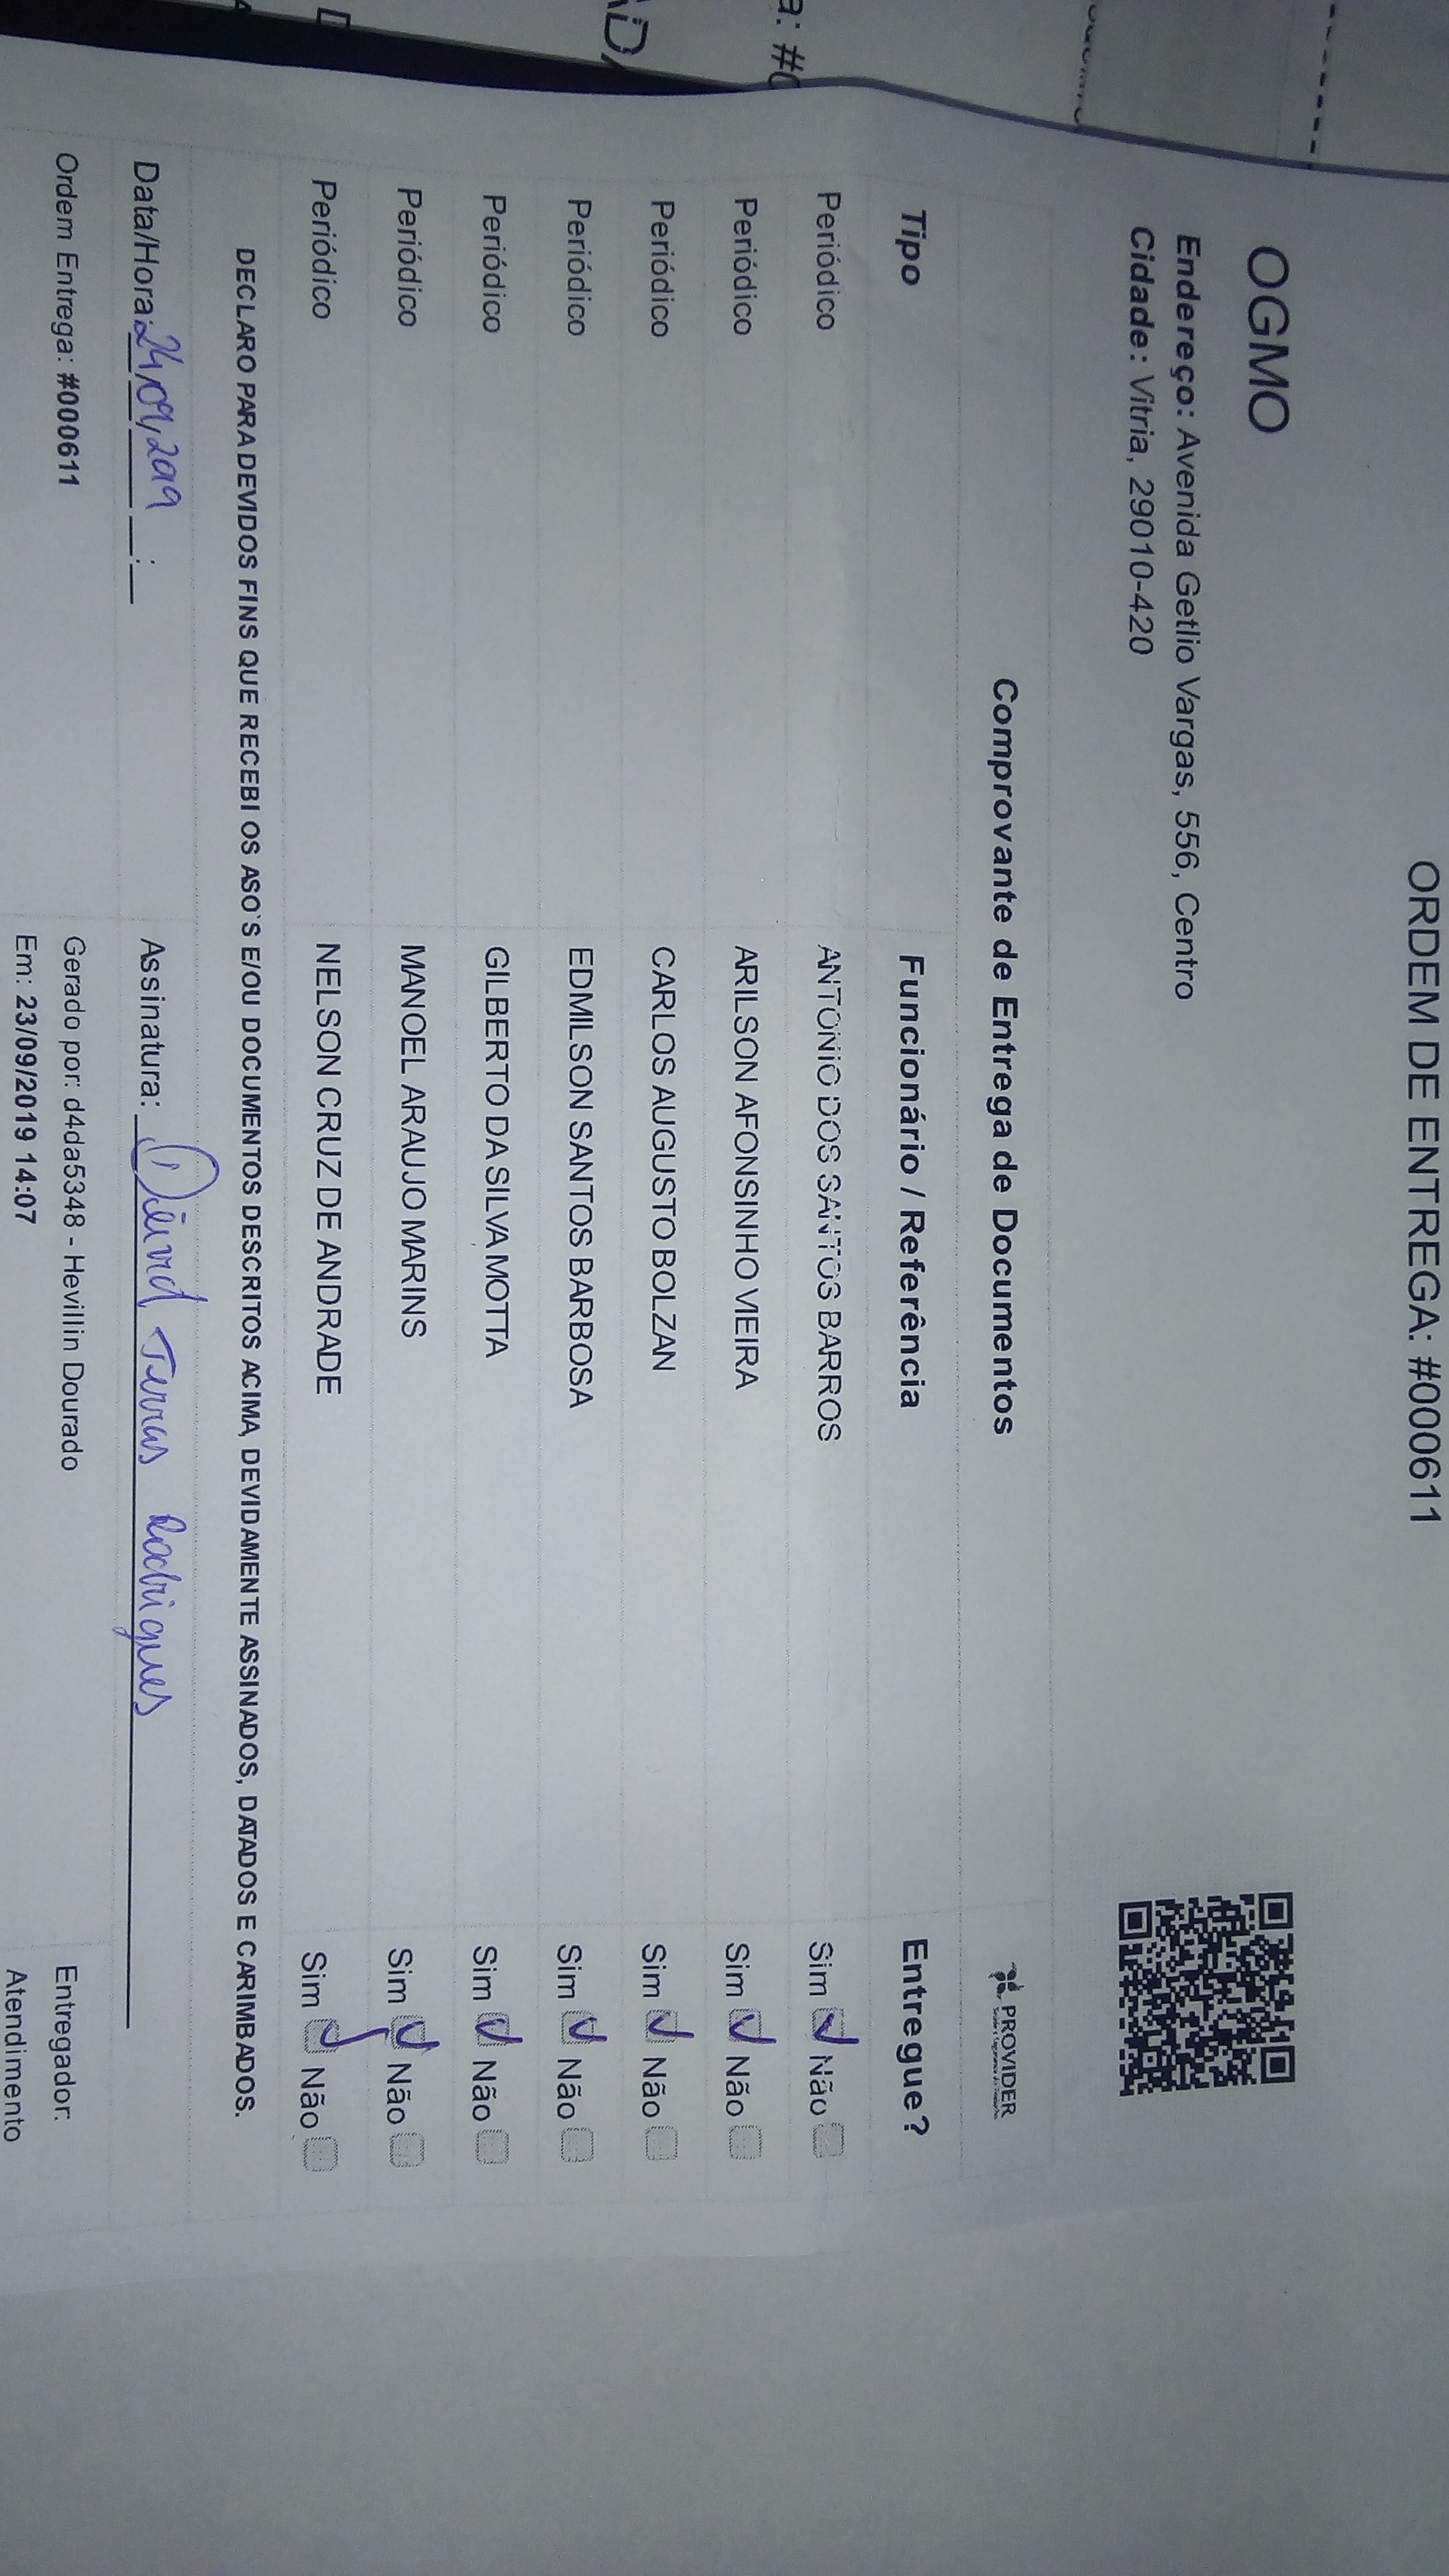 ORDEM DE ENTREGA: #000611
OGMO
Endereço: Avenida Getlio Vargas, 556, Centro
Cidade: Vitria, 29010-420
Comprovante de Entrega de Documentos PROVIDER
Tipo Funcionário / Referência Entregue?
Periódico ANTONIO DOS SANTOS BARROS Sim Não
Periódico ARILSON AFONSINHO VIEIRA Sim Não
Periódico CARLOS AUGUSTO BOLZAN Sim Não
Periódico EDMILSON SANTOS BARBOSA Sim Não
Periódico GILBERTO DA SILVA MOTTA Sim Não
Periódico MANOEL ARAUJO MARINS Sim Não
Periódico NELSON CRUZ DE ANDRADE Sim Não
DECLARO PARA DEVIDOS FINS QUE RECEBI OS ASO'S E/OU DOCUMENTOS DESCRITOS ACIMA, DEVIDAMENTE ASSINADOS, DATADOS E CARIMBADOS.
Data/Hora: 24/09/2019 __:__ Assinatura: Rodrigues
Ordem Entrega: #000611 Gerado por: d4da5348 - Hevillin Dourado Entregador:
Em: 23/09/2019 14:07 Atendimento